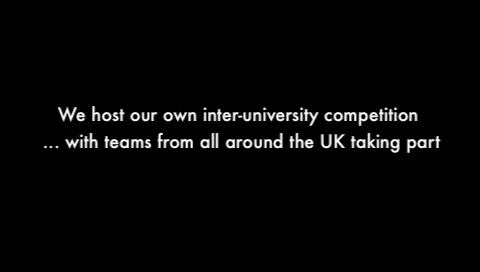 We host our own inter-university competition
... with teams from all around the UK taking part